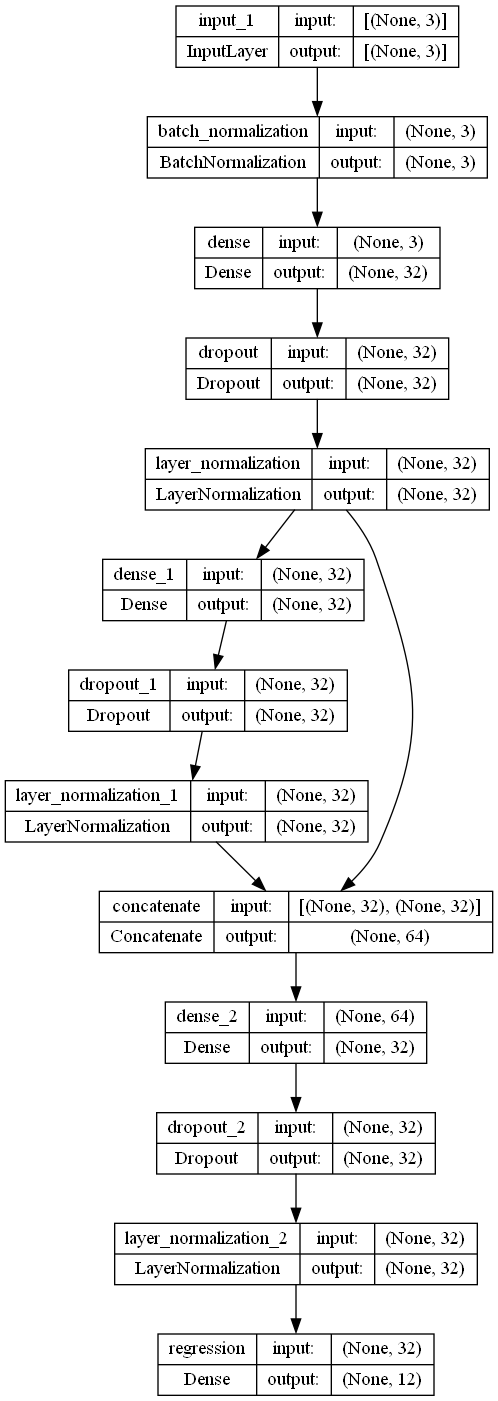 input_1 input: [(None, 3)]
InputLayer output: [(None, 3)]
batch_normalization input: (None, 3)
BatchNormalization output: (None, 3)
dense input: (None, 3)
Dense output: (None, 32)
dropout input: (None, 32)
Dropout output: (None, 32)
layer_normalization input: (None, 32)
LayerNormalization output: (None, 32)
dense_1 input: (None, 32)
Dense output: (None, 32)
dropout_1 input: (None, 32)
Dropout output: (None, 32)
layer_normalization_1 input: (None, 32)
LayerNormalization output: (None, 32)
concatenate input: [(None, 32), (None, 32)]
Concatenate output: (None, 64)
dense_2 input: (None, 64)
Dense output: (None, 32)
dropout_2 input: (None, 32)
Dropout output: (None, 32)
layer_normalization_2 input: (None, 32)
LayerNormalization output: (None, 32)
regression input: (None, 32)
Dense output: (None, 12)